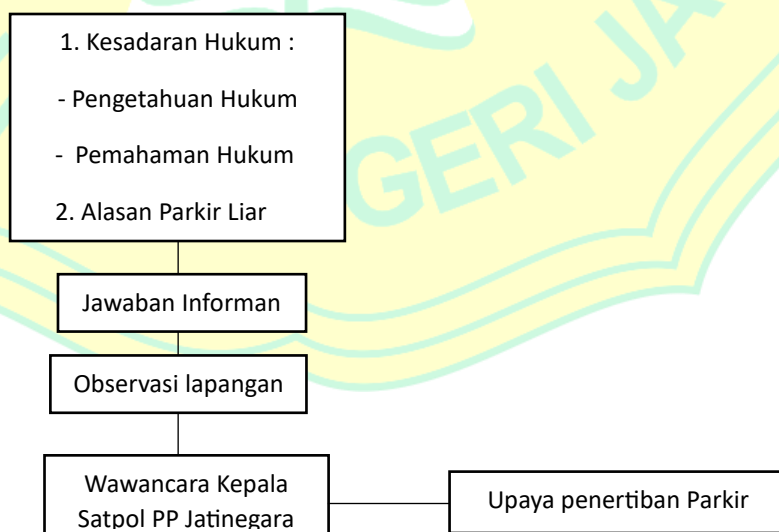 1. Kesadaran Hukum :
- Pengetahuan Hukum
- Pemahaman Hukum
2. Alasan Parkir Liar
Jawaban Informan
Observasi lapangan
Wawancara Kepala
Satpol PP Jatinegara
Upaya penertiban Parkir
GERI JA